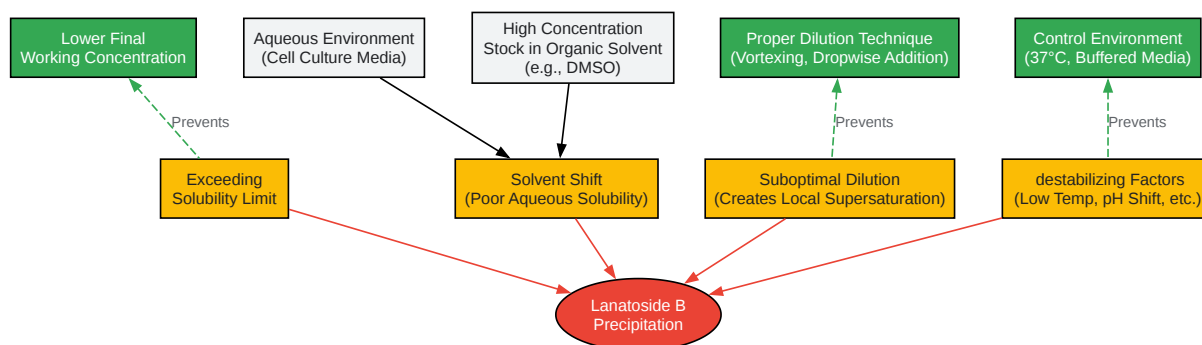 Lower Final
Working Concentration
Aqueous Environment
(Cell Culture Media)
High Concentration
Stock in Organic Solvent
(e.g., DMSO)
Proper Dilution Technique
(Vortexing, Dropwise Addition)
Control Environment
(37°C, Buffered Media)
Prevents
Prevents
Prevents
Exceeding
Solubility Limit
Solvent Shift
(Poor Aqueous Solubility)
Suboptimal Dilution
(Creates Local Supersaturation)
destabilizing Factors
(Low Temp, pH Shift, etc.)
Lanatoside B
Precipitation